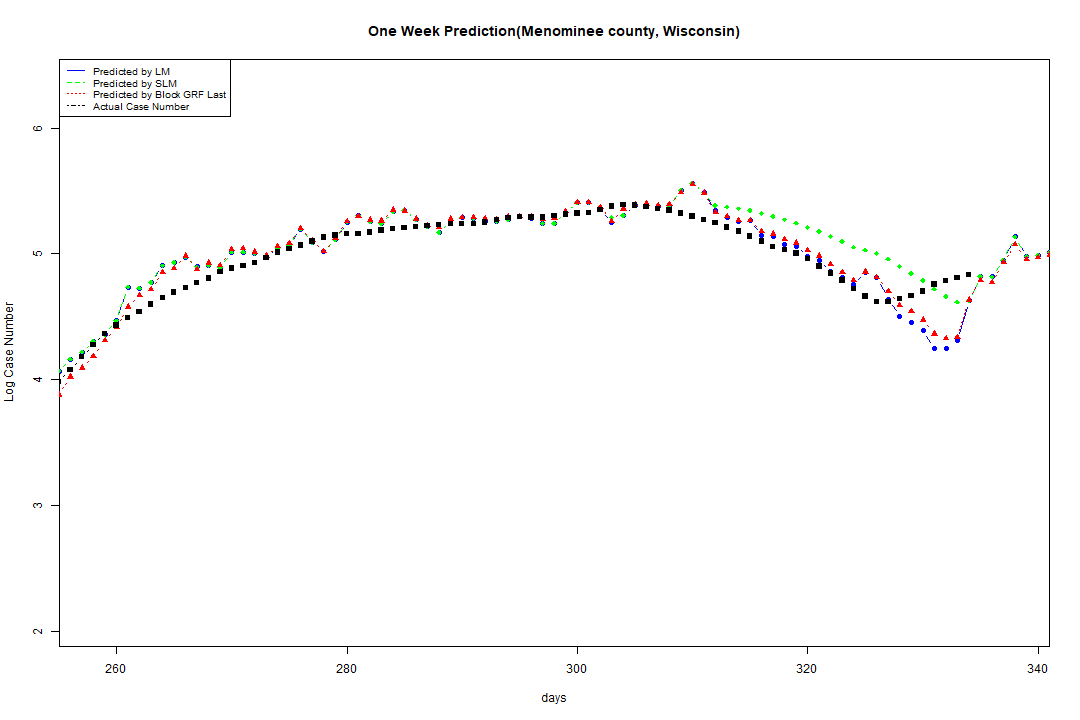 One Week Prediction(Menominee county, Wisconsin)
Predicted by LM
Predicted by SLM
Predicted by Block GRF Last
Actual Case Number
6
5
4
3
2
Log Case Number
260 280 300 320 340
days